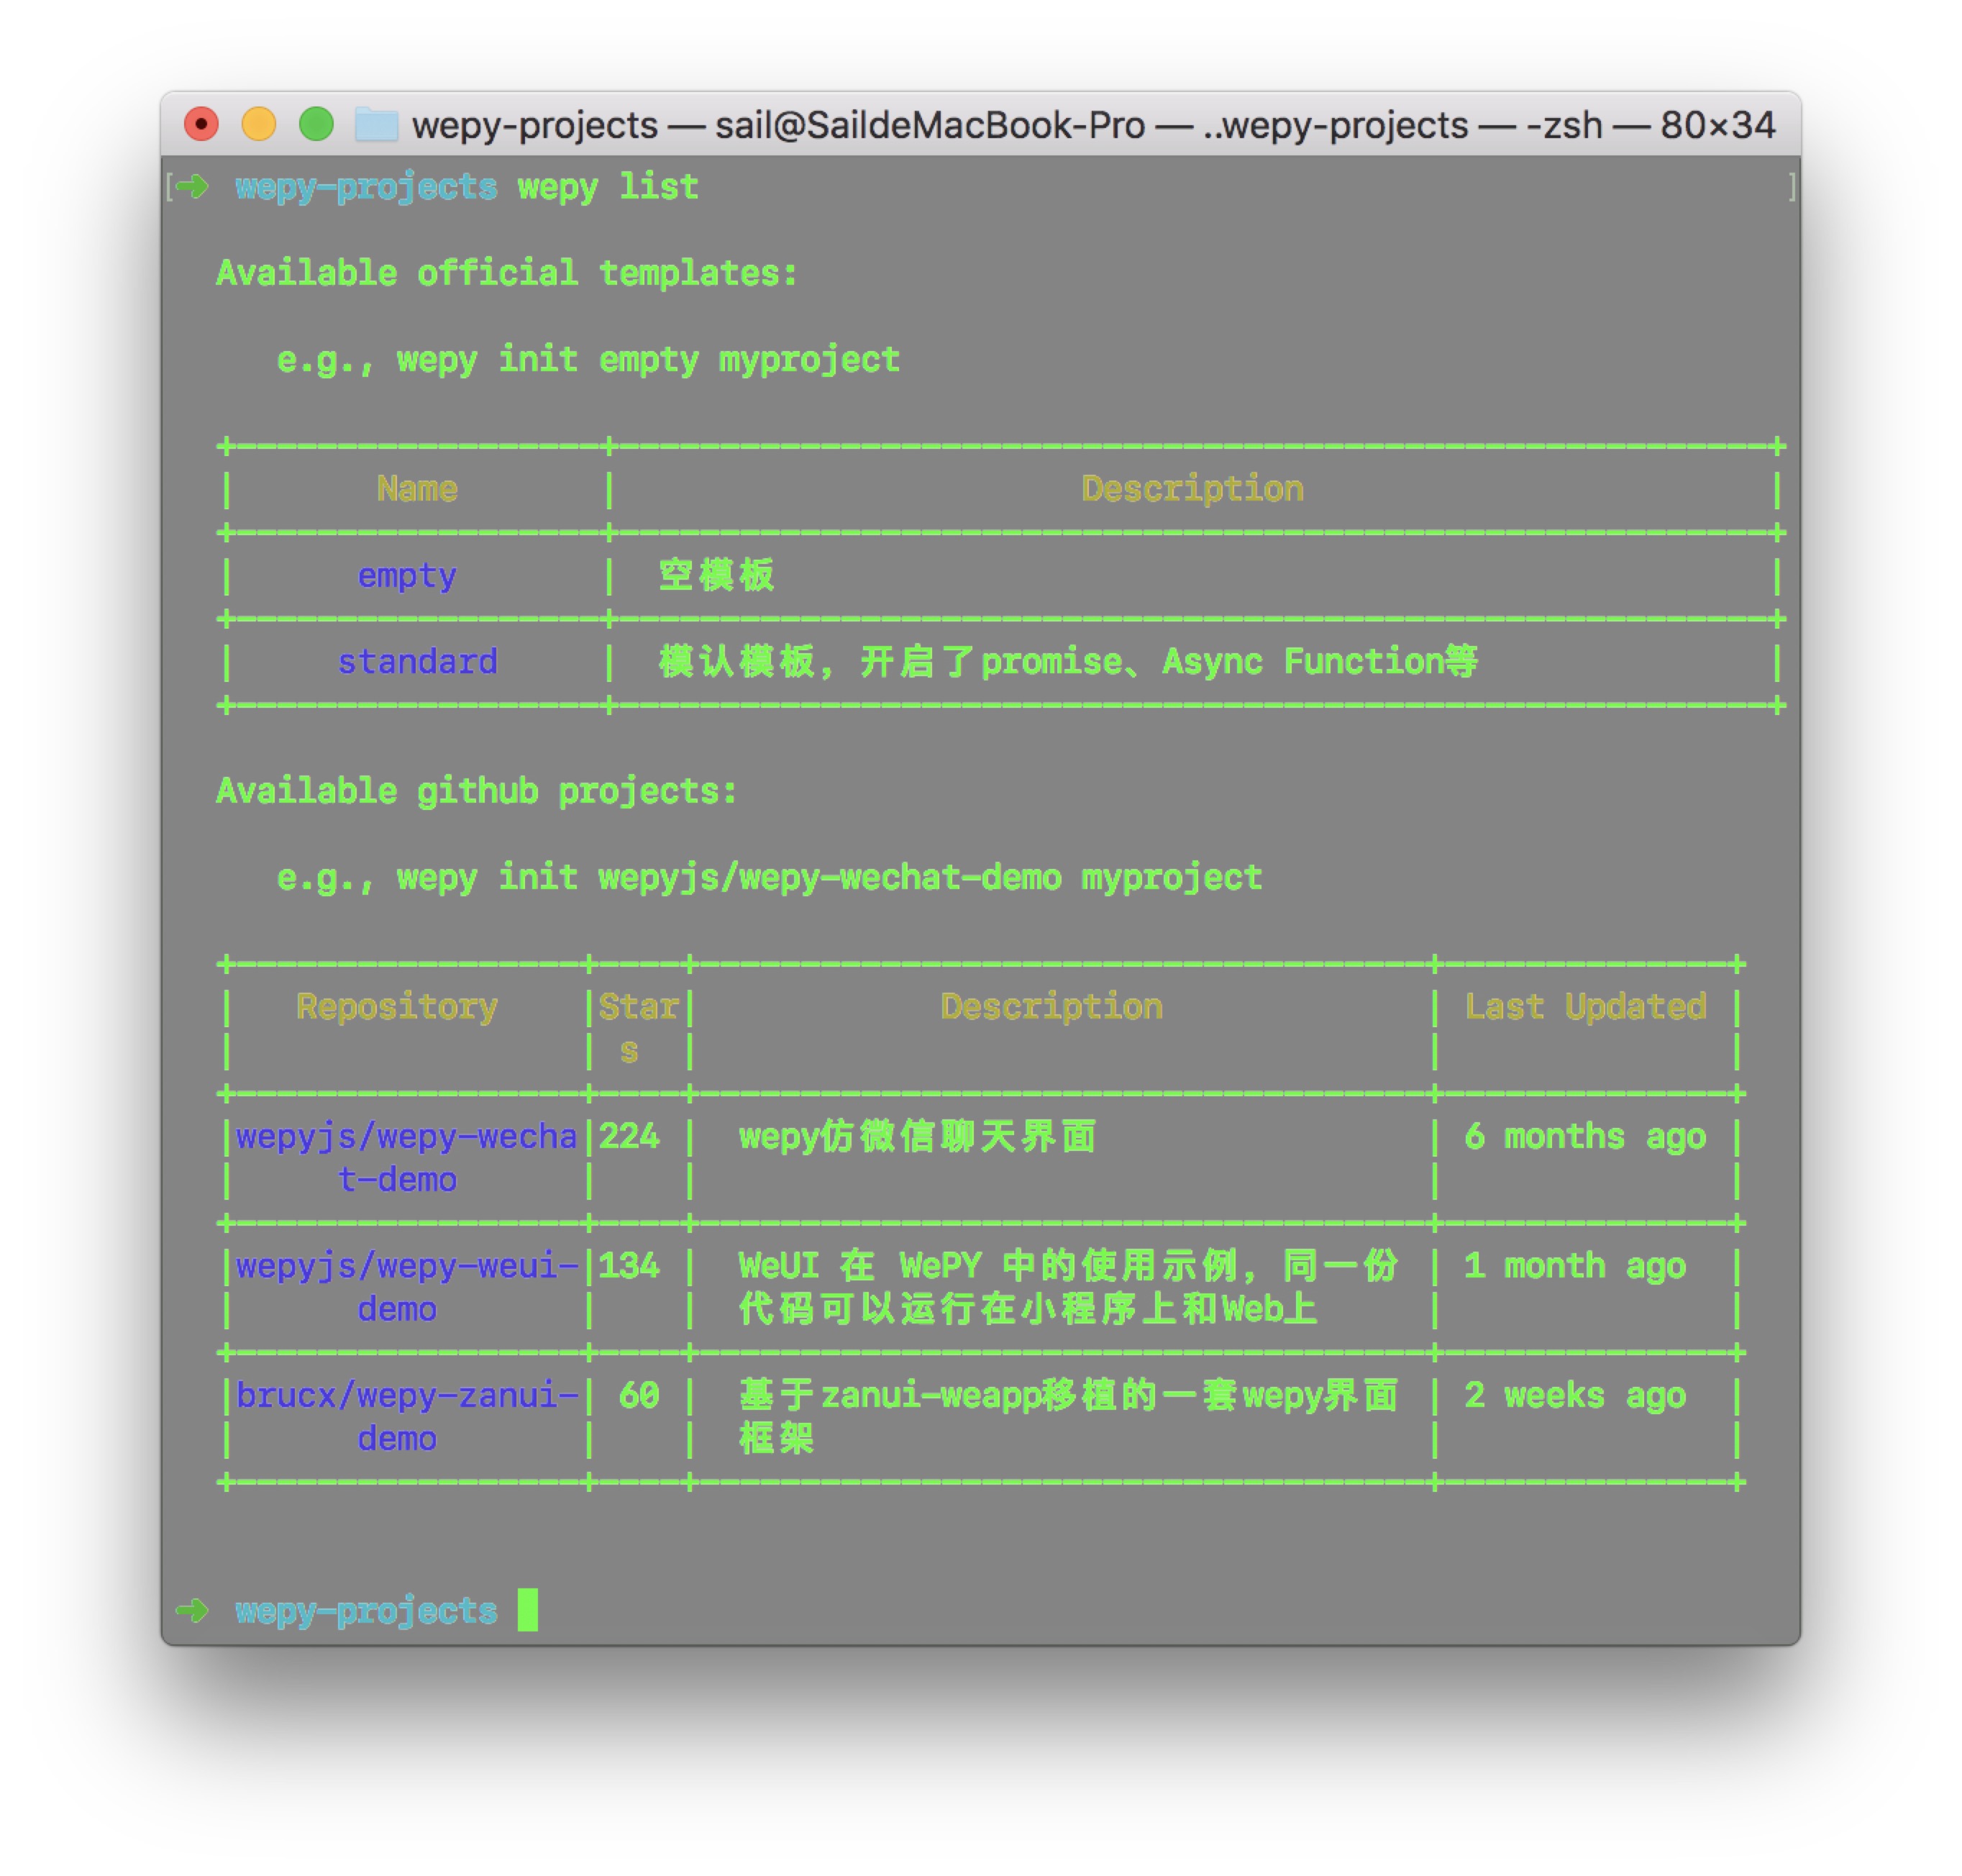 wepy-projects — sail@SaildeMacBook-Pro — ..wepy-projects — -zsh — 80×34
[➜  wepy-projects wepy list ]
Available official templates:
e.g., wepy init empty myproject
| Name | Description |
| empty | 空模板 |
| standard | 模认模板，开启了promise、Async Function等 |
Available github projects:
e.g., wepy init wepyjs/wepy-wechat-demo myproject
| Repository |Star| Description | Last Updated |
| | s | | |
|wepyjs/wepy-wecha|224 | wepy仿微信聊天界面 | 6 months ago |
| t-demo | | | |
|wepyjs/wepy-weui-|134 | WeUI 在 WePY 中的使用示例，同一份 | 1 month ago |
| demo | | 代码可以运行在小程序上和Web上 | |
|brucx/wepy-zanui-| 60 | 基于zanui-weapp移植的一套wepy界面 | 2 weeks ago |
| demo | | 框架 | |
➜  wepy-projects